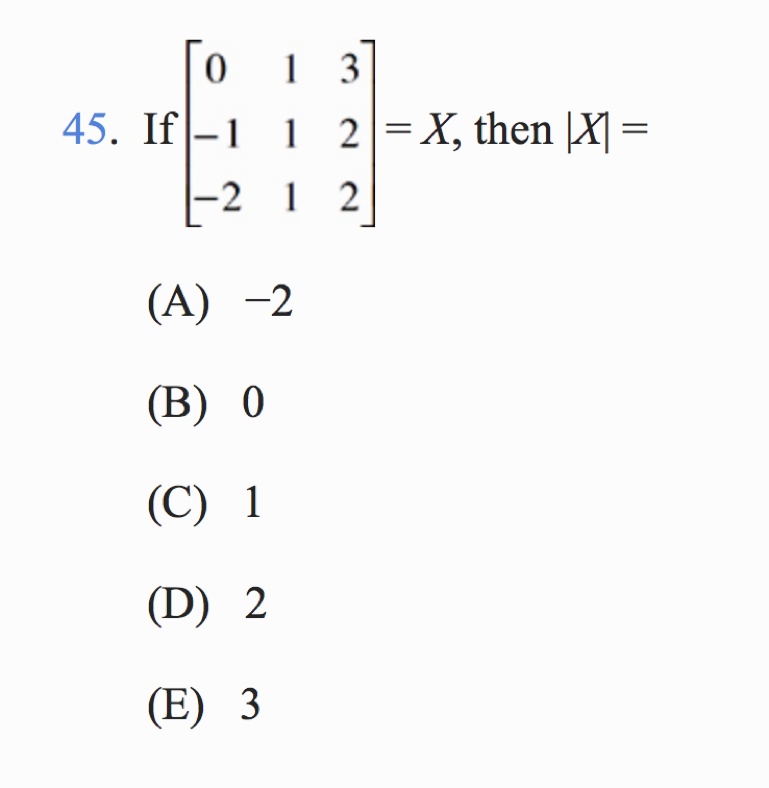 0 1 3
45. If −1 1 2 = X, then |X| =
−2 1 2
(A) −2
(B) 0
(C) 1
(D) 2
(E) 3